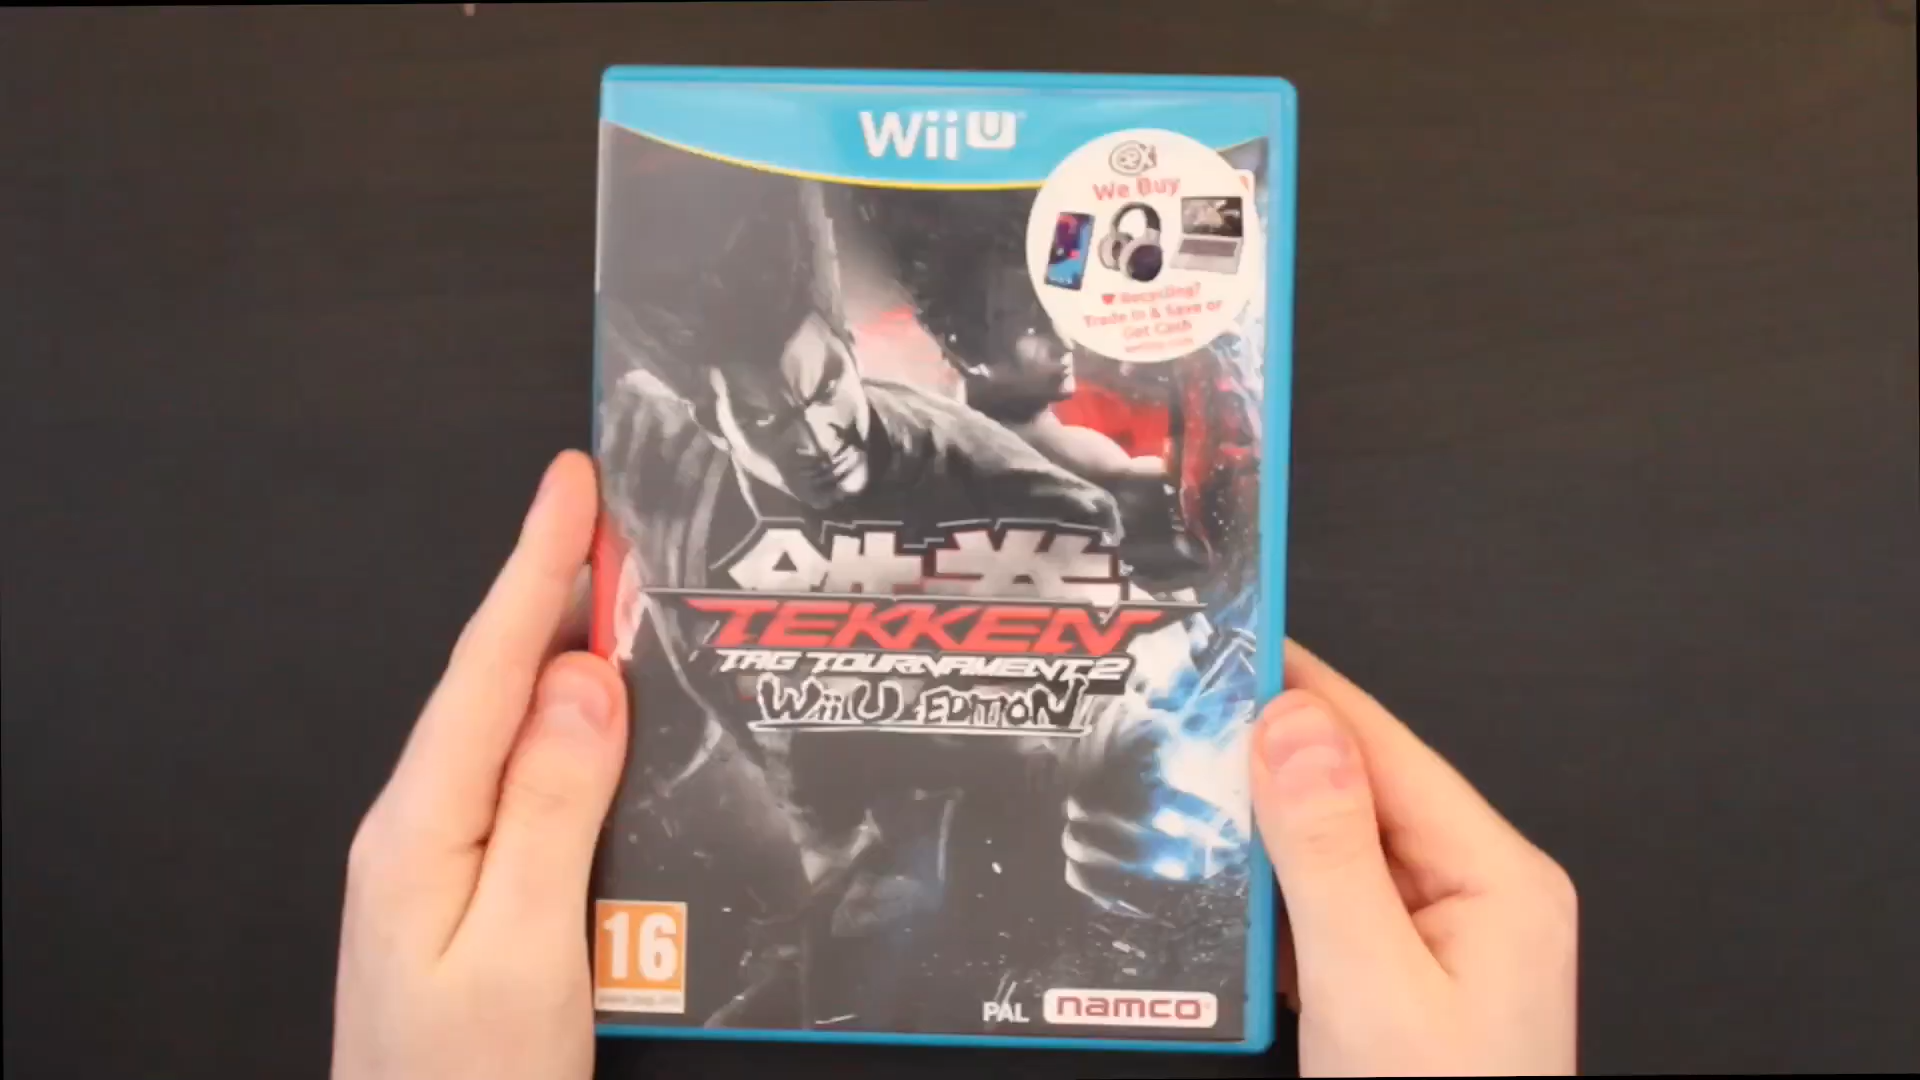 Wii U
CeX
We Buy
♥ Recycling?
Trade in & Save or
Get Cash
鉄拳
TEKKEN
TAG TOURNAMENT 2
Wii U EDITION
16
PAL
namco